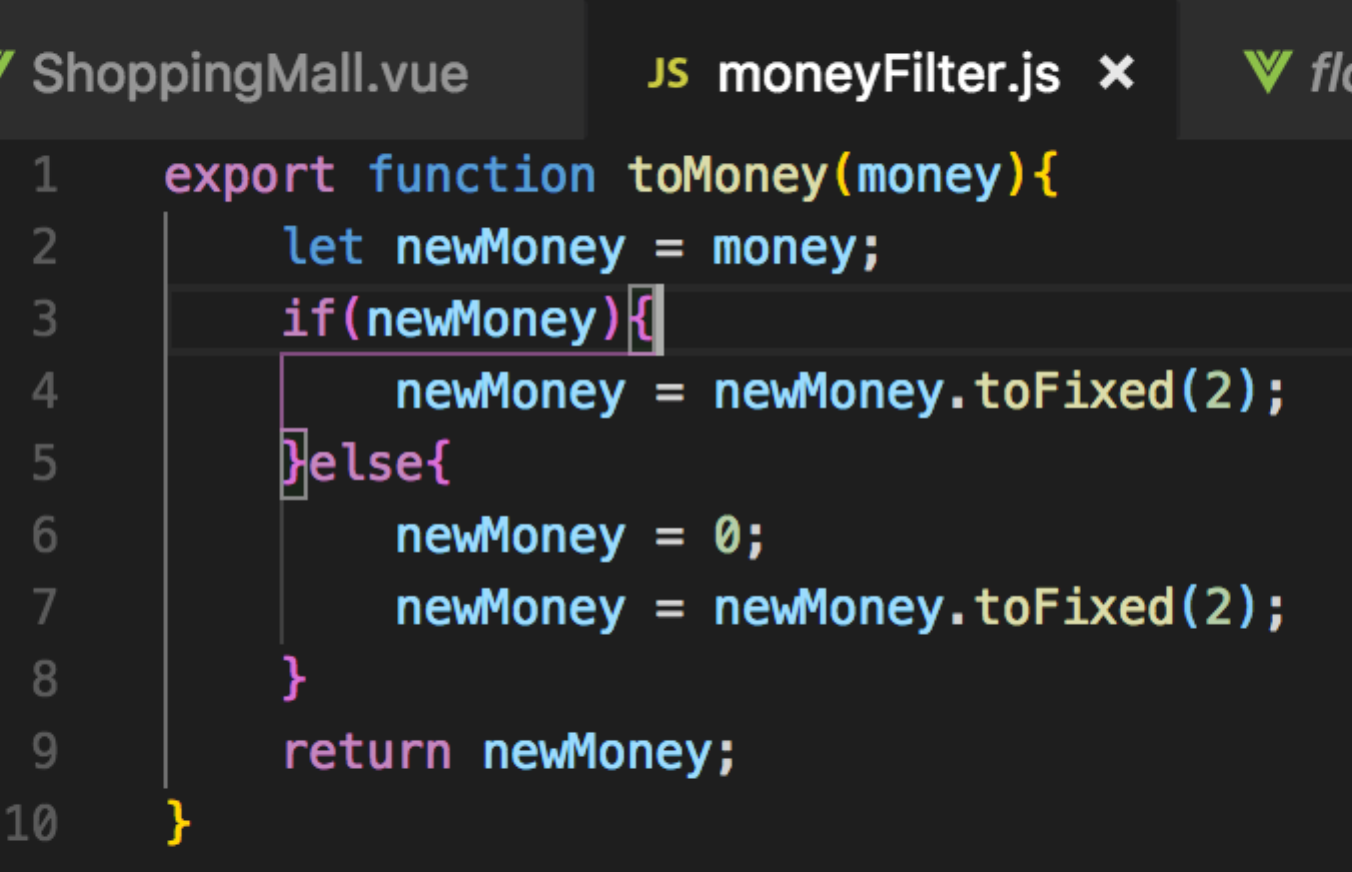 ShoppingMall.vue JS moneyFilter.js × flo
1 export function toMoney(money){
2 let newMoney = money;
3 if(newMoney){
4 newMoney = newMoney.toFixed(2);
5 }else{
6 newMoney = 0;
7 newMoney = newMoney.toFixed(2);
8 }
9 return newMoney;
10 }